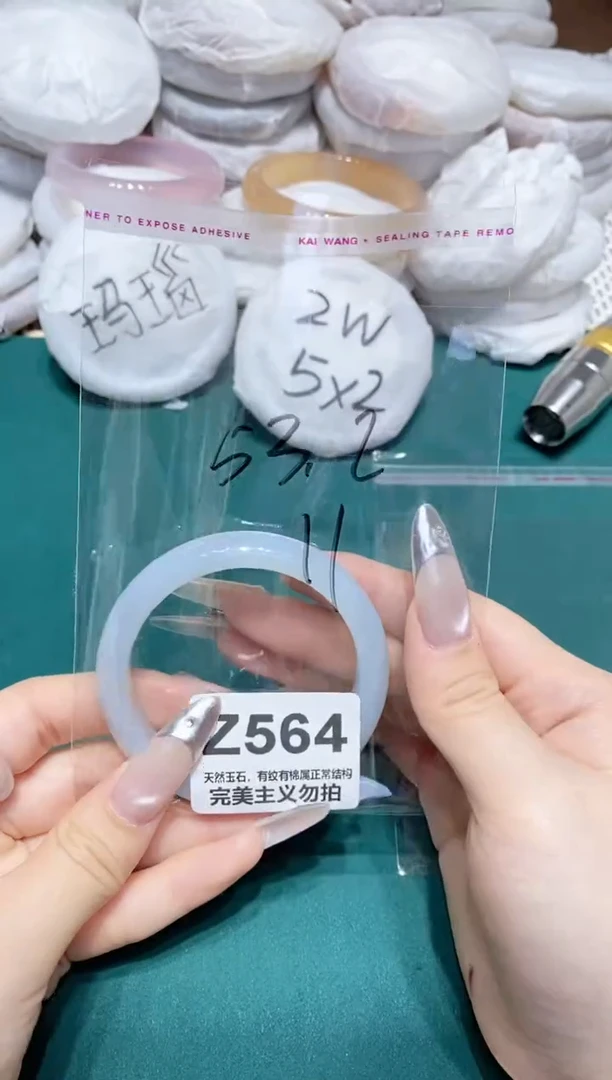 NER TO EXPOSE ADHESIVE
KAI WANG - SEALING TAPE REMO
玛瑙
2W
5x2
53.2
11
Z564
天然玉石，有纹有棉属正常结构
完美主义勿拍